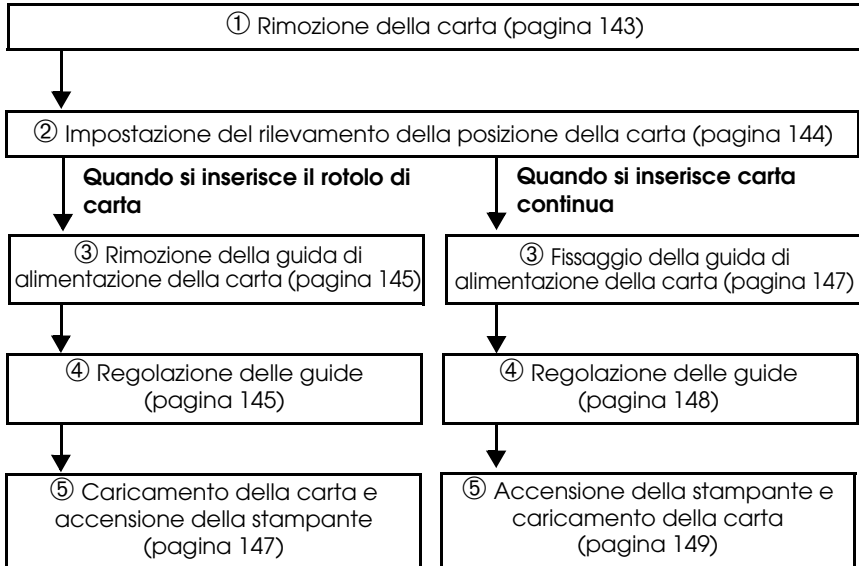 ① Rimozione della carta (pagina 143)
② Impostazione del rilevamento della posizione della carta (pagina 144)
Quando si inserisce il rotolo di
carta
③ Rimozione della guida di
alimentazione della carta (pagina 145)
④ Regolazione delle guide
(pagina 145)
⑤ Caricamento della carta e
accensione della stampante
(pagina 147)
Quando si inserisce carta
continua
③ Fissaggio della guida di
alimentazione della carta (pagina 147)
④ Regolazione delle guide
(pagina 148)
⑤ Accensione della stampante e
caricamento della carta
(pagina 149)